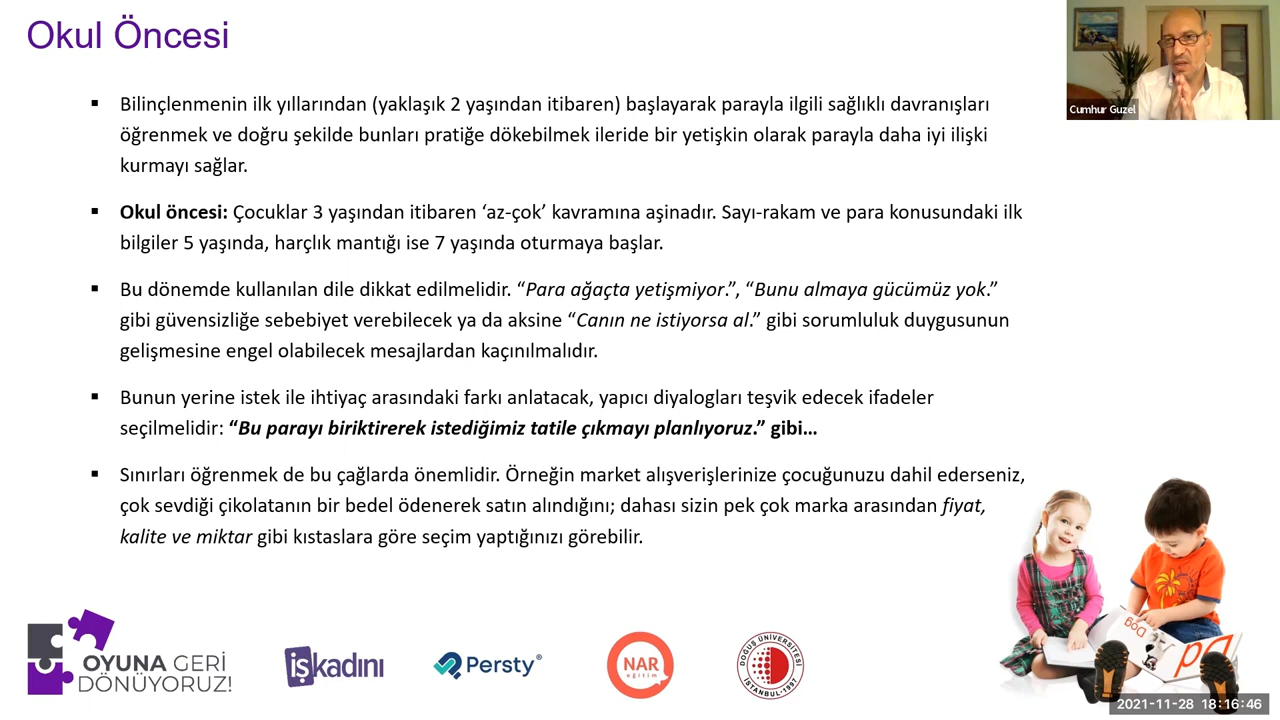 Okul Öncesi
Cumhur Guzel
▪ Bilinçlenmenin ilk yıllarından (yaklaşık 2 yaşından itibaren) başlayarak parayla ilgili sağlıklı davranışları
öğrenmek ve doğru şekilde bunları pratiğe dökebilmek ileride bir yetişkin olarak parayla daha iyi ilişki
kurmayı sağlar.
▪ Okul öncesi: Çocuklar 3 yaşından itibaren ‘az-çok’ kavramına aşinadır. Sayı-rakam ve para konusundaki ilk
bilgiler 5 yaşında, harçlık mantığı ise 7 yaşında oturmaya başlar.
▪ Bu dönemde kullanılan dile dikkat edilmelidir. “Para ağaçta yetişmiyor.”, “Bunu almaya gücümüz yok.”
gibi güvensizliğe sebebiyet verebilecek ya da aksine “Canın ne istiyorsa al.” gibi sorumluluk duygusunun
gelişmesine engel olabilecek mesajlardan kaçınılmalıdır.
▪ Bunun yerine istek ile ihtiyaç arasındaki farkı anlatacak, yapıcı diyalogları teşvik edecek ifadeler
seçilmelidir: “Bu parayı biriktirerek istediğimiz tatile çıkmayı planlıyoruz.” gibi...
▪ Sınırları öğrenmek de bu çağlarda önemlidir. Örneğin market alışverişlerinize çocuğunuzu dahil ederseniz,
çok sevdiği çikolatanın bir bedel ödenerek satın alındığını; dahası sizin pek çok marka arasından fiyat,
kalite ve miktar gibi kıstaslara göre seçim yaptığınızı görebilir.
OYUNA GERİ
DÖNÜYORUZ!
işkadını
Persty®
NAR
eğitim
DOĞUŞ ÜNİVERSİTESİ
İSTANBUL-1997
Dog
2021-11-28 18:16:46